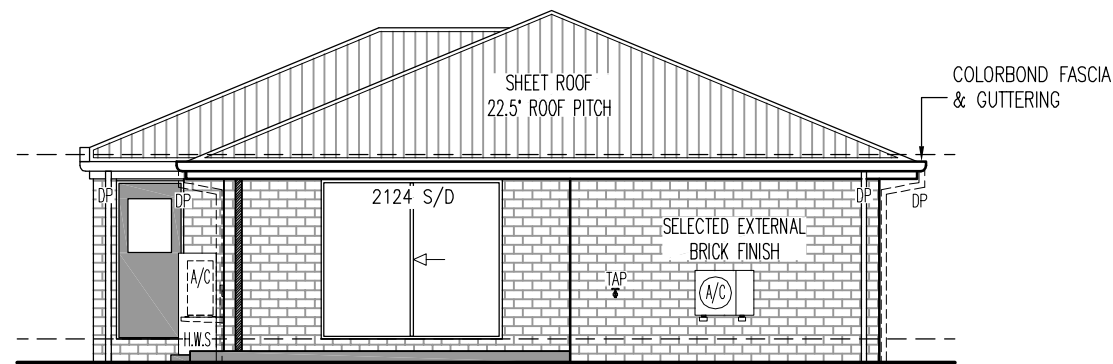 SHEET ROOF
22.5° ROOF PITCH
COLORBOND FASCIA
& GUTTERING
DP
DP
2124 S/D
DP
DP
SELECTED EXTERNAL
BRICK FINISH
A/C
TAP
A/C
H.W.S